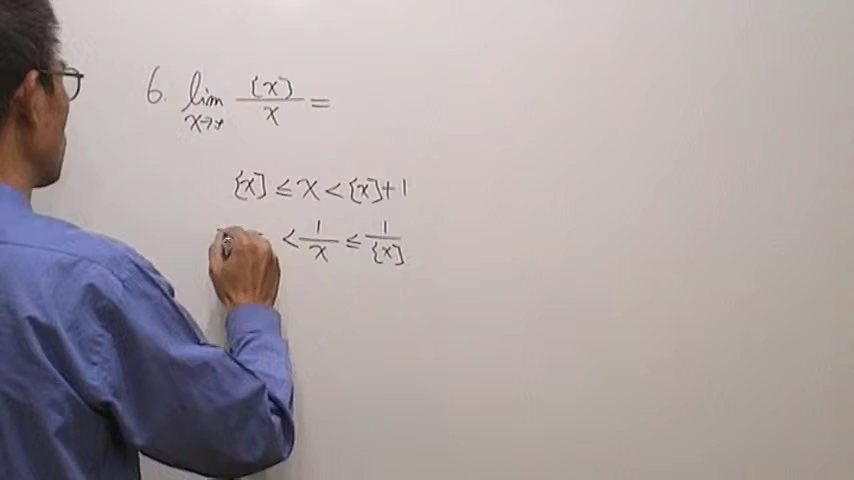 6. lim x→∞ [x]/x =
[x] ≤ x < [x]+1
< 1/x ≤ 1/[x]